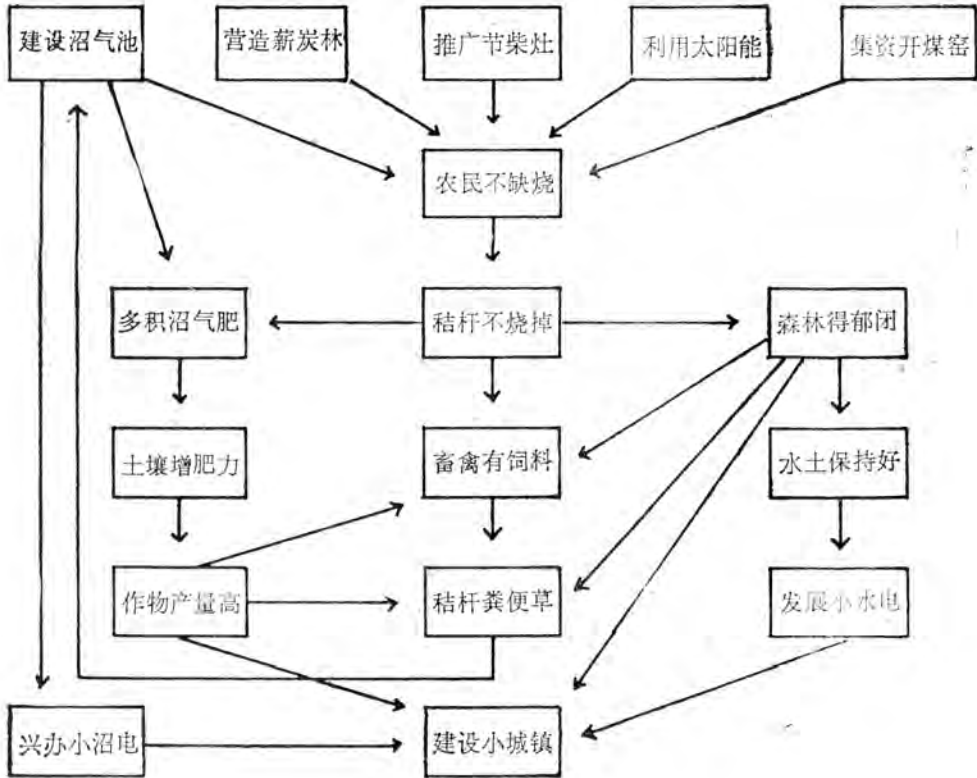 建设沼气池
营造薪炭林
推广节柴灶
利用太阳能
集资开煤窑
农民不缺烧
多积沼气肥
秸杆不烧掉
森林得郁闭
土壤增肥力
畜禽有饲料
水土保持好
作物产量高
秸杆粪便草
发展小水电
兴办小沼电
建设小城镇